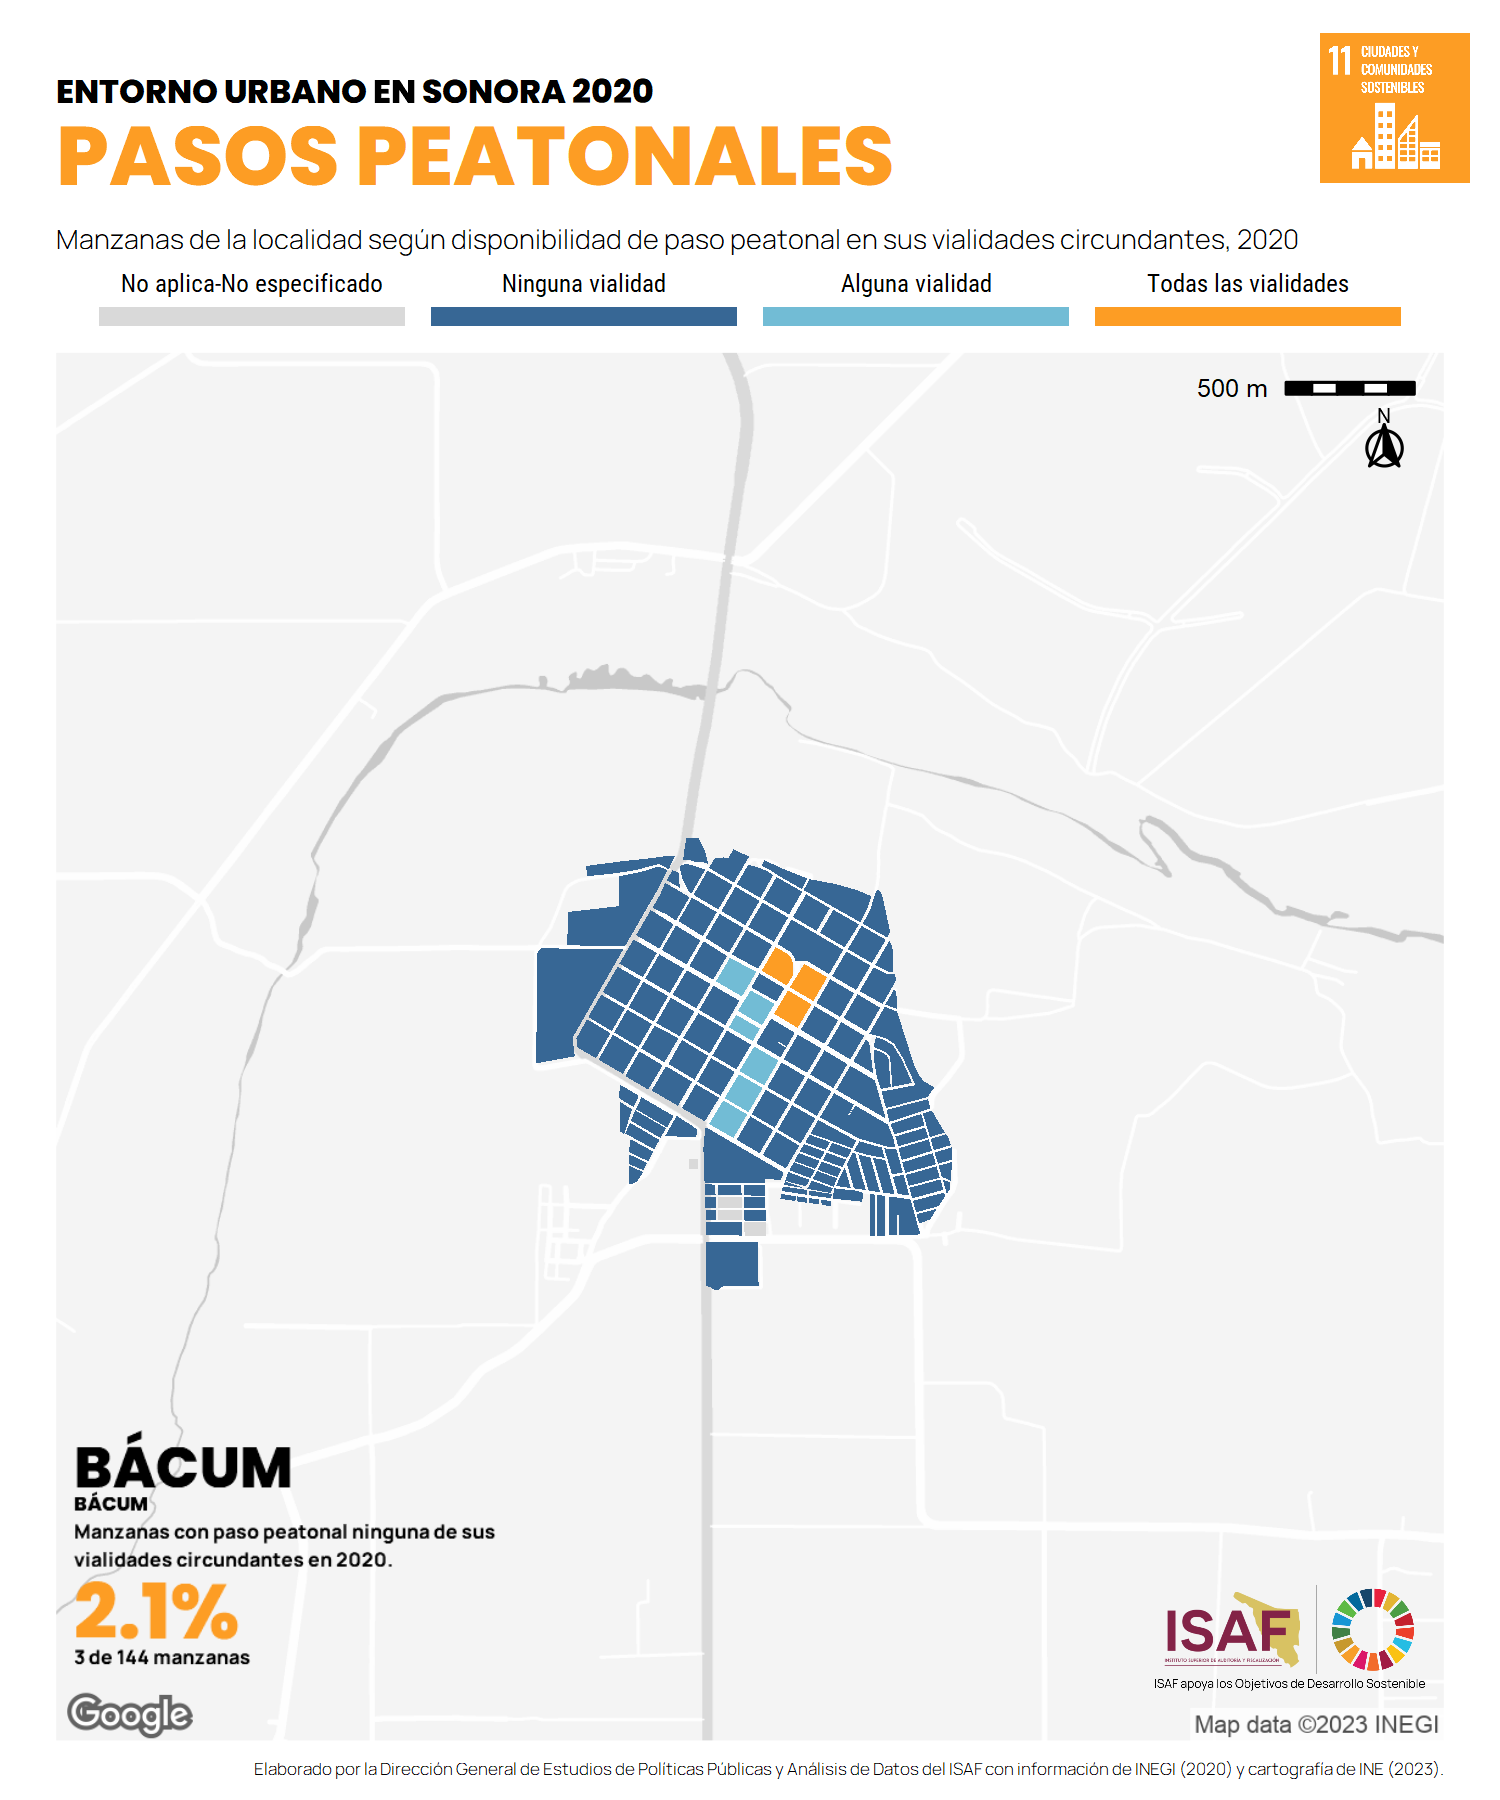 11 CIUDADES Y
COMUNIDADES
SOSTENIBLES
ENTORNO URBANO EN SONORA 2020
PASOS PEATONALES
Manzanas de la localidad según disponibilidad de paso peatonal en sus vialidades circundantes, 2020
No aplica-No especificado
Ninguna vialidad
Alguna vialidad
Todas las vialidades
500 m
N
BÁCUM
BÁCUM
Manzanas con paso peatonal ninguna de sus
vialidades circundantes en 2020.
2.1%
3 de 144 manzanas
Google
ISAF
INSTITUTO SUPERIOR DE AUDITORÍA Y FISCALIZACIÓN
ISAF apoya los Objetivos de Desarrollo Sostenible
Map data ©2023 INEGI
Elaborado por la Dirección General de Estudios de Políticas Públicas y Análisis de Datos del ISAF con información de INEGI (2020) y cartografía de INE (2023).